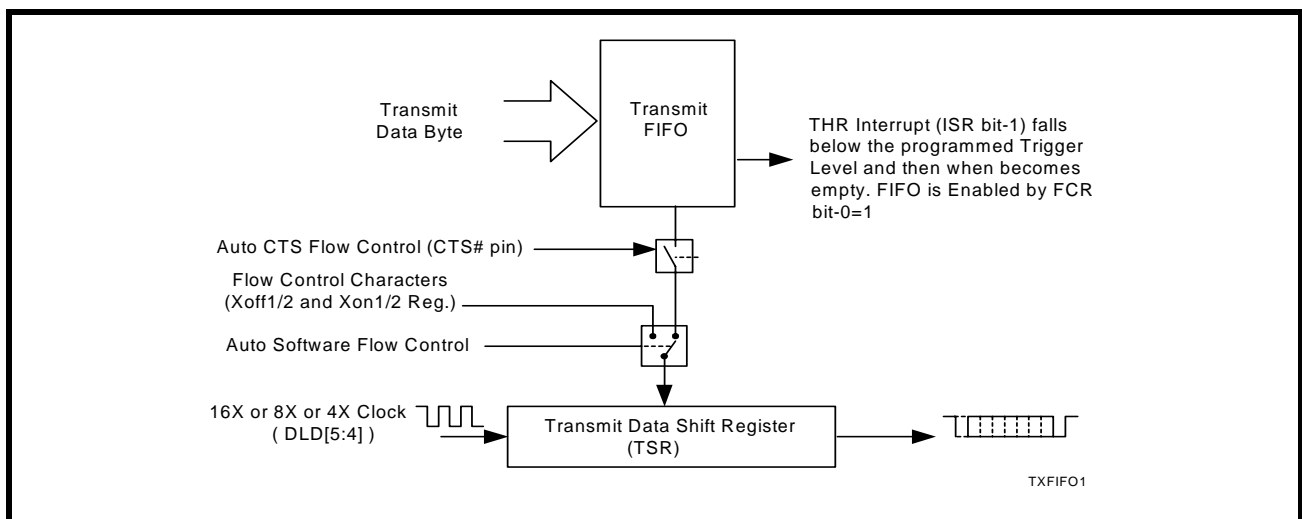 Transmit
Data Byte
Transmit
FIFO
THR Interrupt (ISR bit-1) falls
below the programmed Trigger
Level and then when becomes
empty. FIFO is Enabled by FCR
bit-0=1
Auto CTS Flow Control (CTS# pin)
Flow Control Characters
(Xoff1/2 and Xon1/2 Reg.)
Auto Software Flow Control
16X or 8X or 4X Clock
( DLD[5:4] )
Transmit Data Shift Register
(TSR)
TXFIFO1